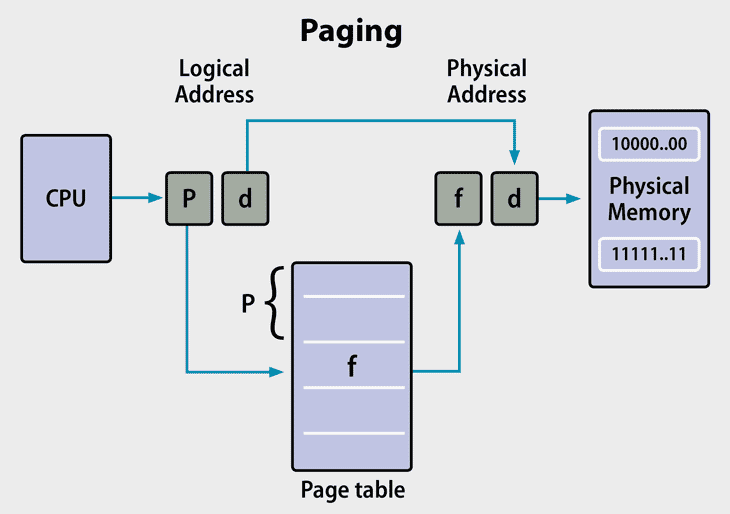 Paging
Logical
Address
Physical
Address
CPU
P
d
f
d
10000..00
Physical
Memory
11111..11
P
f
Page table